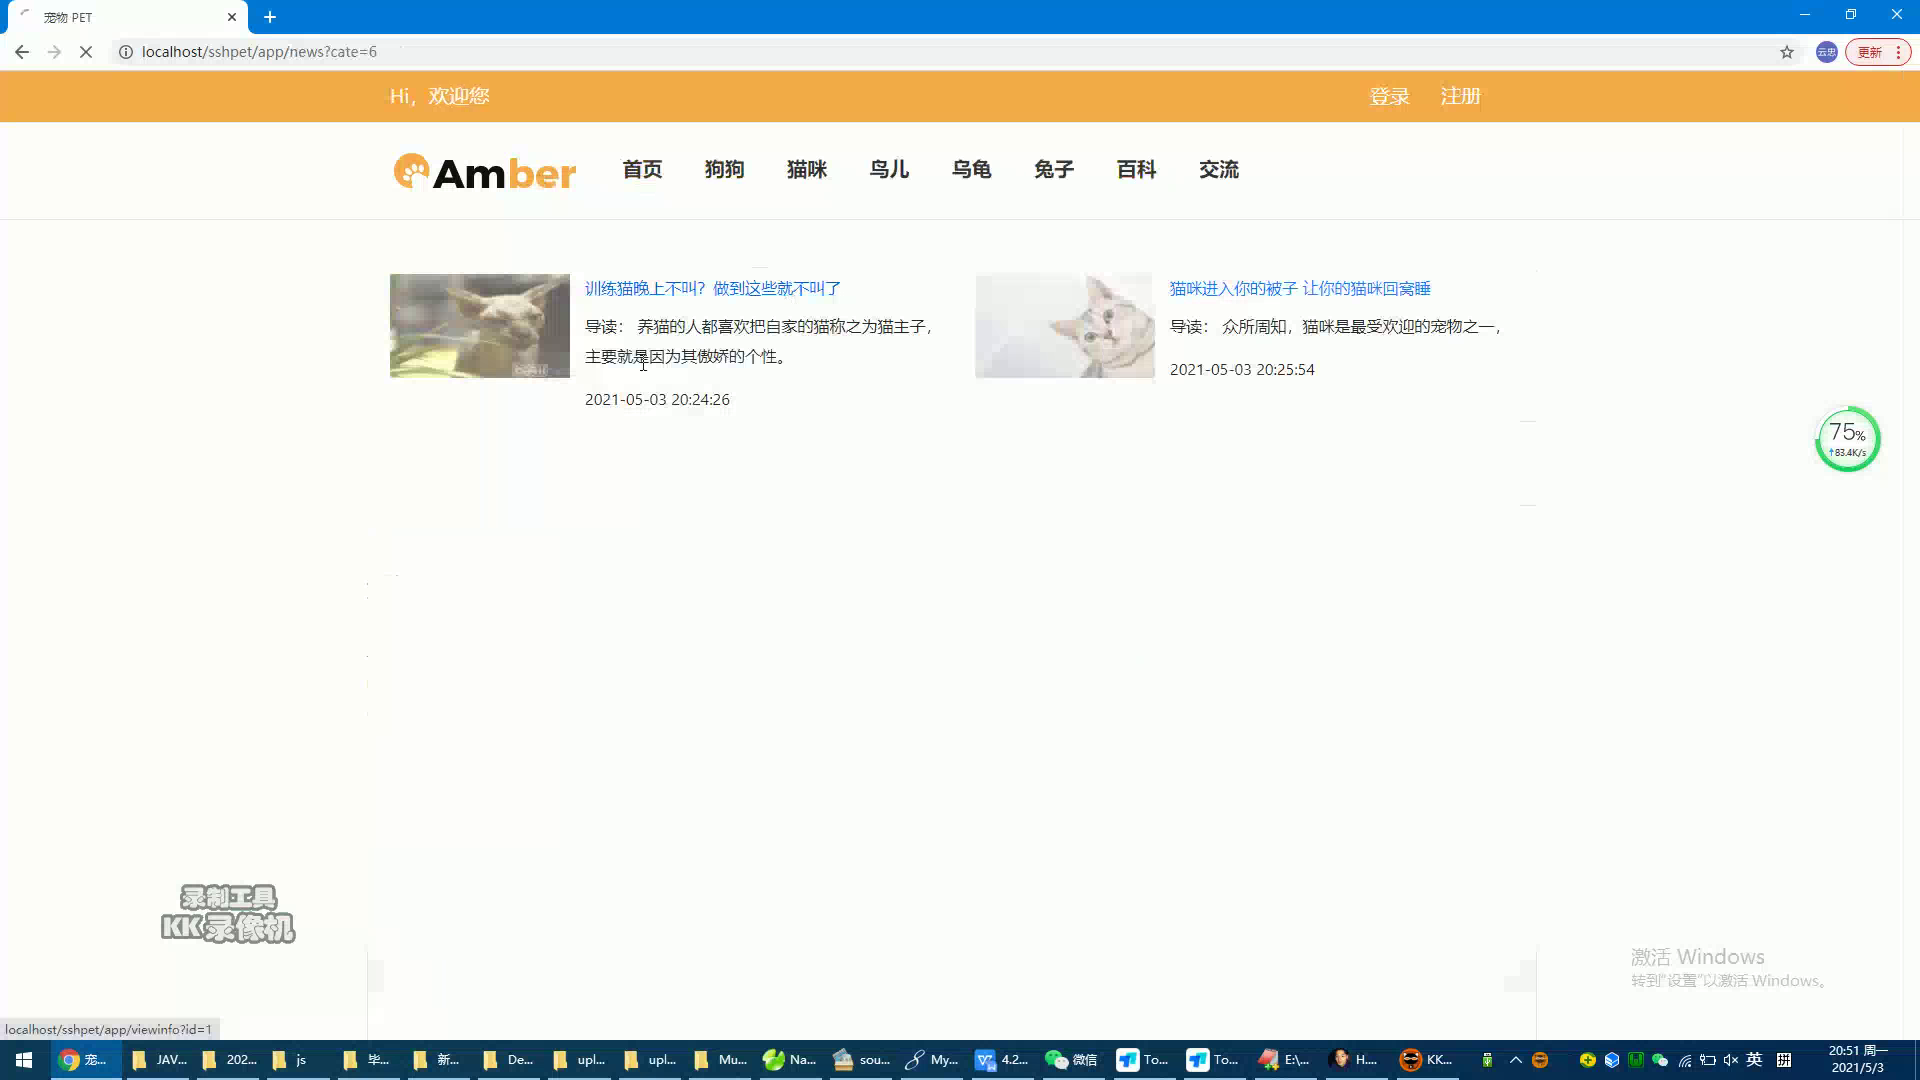 宠物 PET
localhost/sshpet/app/news?cate=6
云忠
更新
Hi，欢迎您
登录
注册
Amber
首页
狗狗
猫咪
鸟儿
乌龟
兔子
百科
交流
训练猫晚上不叫？做到这些就不叫了
导读： 养猫的人都喜欢把自家的猫称之为猫主子，
主要就是因为其傲娇的个性。
2021-05-03 20:24:26
猫咪进入你的被子 让你的猫咪回窝睡
导读： 众所周知，猫咪是最受欢迎的宠物之一，
2021-05-03 20:25:54
75%
↑83.4K/s
录制工具
KK录像机
激活 Windows
转到"设置"以激活 Windows。
localhost/sshpet/app/viewinfo?id=1
宠...
JAV...
202...
js
毕...
新...
De...
upl...
upl...
Mu...
Na...
sou...
My...
4.2...
微信
To...
To...
E:\...
H...
KK...
英
拼
20:51 周一
2021/5/3